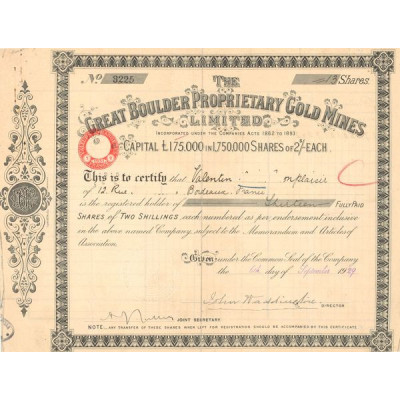 No. 3225
13 Shares.
THE
GREAT BOULDER PROPRIETARY GOLD MINES
LIMITED
INCORPORATED UNDER THE COMPANIES ACTS 1862 TO 1893.
CAPITAL £175,000 IN 1,750,000 SHARES OF 2/- EACH.
This is to certify that Valentin
of 12 Rue Bordeaux France
is the registered holder of Thirteen FULLY PAID
SHARES OF TWO SHILLINGS each numbered as per endorsement inclusive
in the above named Company, subject to the Memorandum and Articles of
Association.
Given under the Common Seal of the Company
the day of September 1929
John Waddington
DIRECTOR
JOINT SECRETARY.
NOTE. ANY TRANSFER OF THESE SHARES WHEN LEFT FOR REGISTRATION SHOULD BE ACCOMPANIED BY THIS CERTIFICATE.